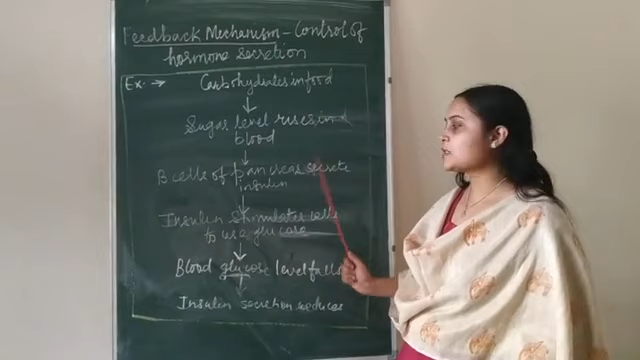 Feedback Mechanism - Control of
hormone secretion
Ex. → Carbohydrates in food
↓
Sugar level rises in d
blood
↓
B cells of pancreas secrete
insulin
↓
Insulin stimulates cells
to use glucose
↓
Blood glucose level falls
↓
Insulin secretion reduces